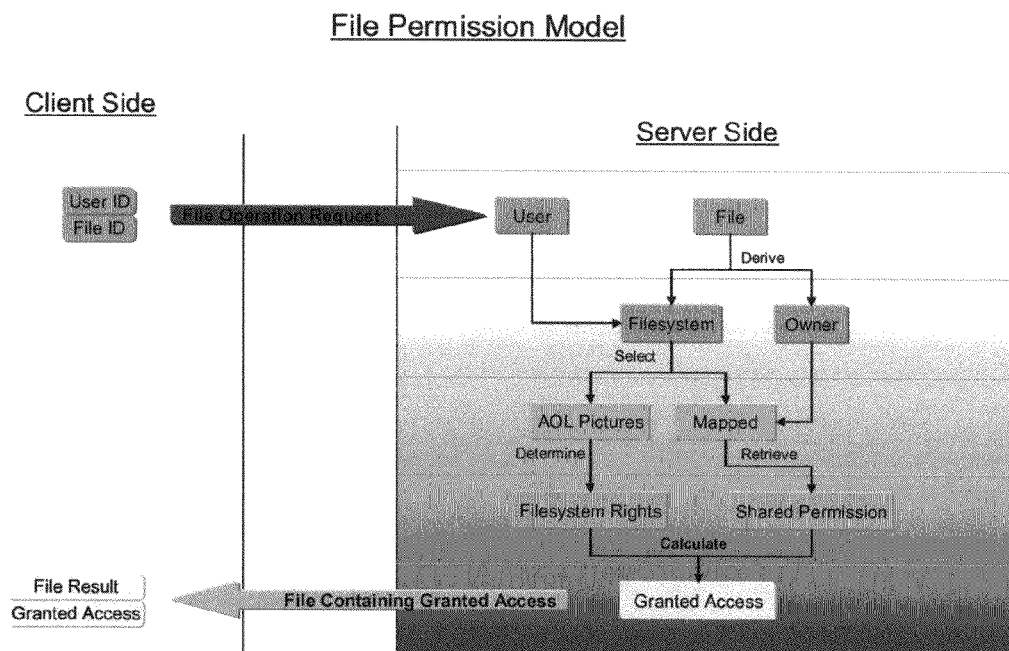 File Permission Model
Client Side
Server Side
User ID
File ID
File Operation Request
User
File
Derive
Filesystem
Owner
Select
AOL Pictures
Mapped
Determine
Retrieve
Filesystem Rights
Shared Permission
Calculate
File Result
Granted Access
File Containing Granted Access
Granted Access